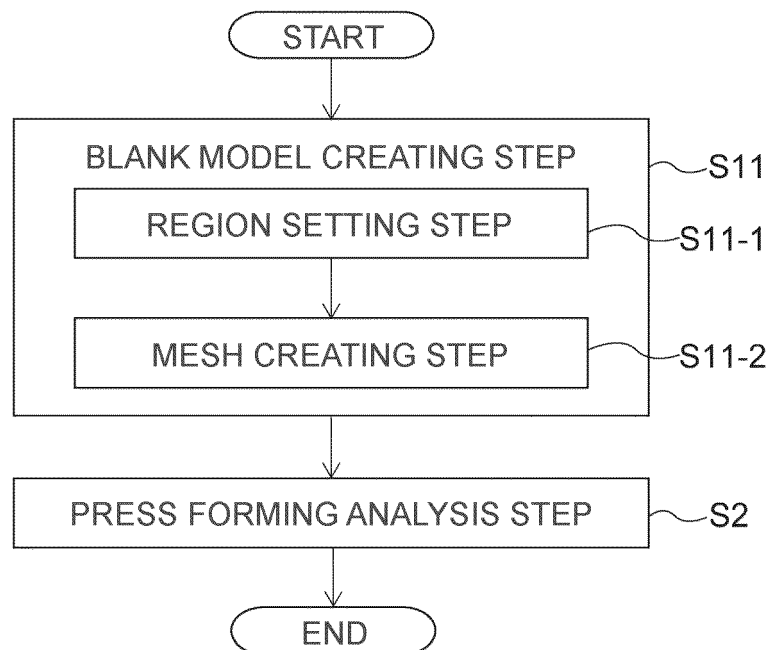 START
BLANK MODEL CREATING STEP
S11
REGION SETTING STEP
S11-1
MESH CREATING STEP
S11-2
PRESS FORMING ANALYSIS STEP
S2
END